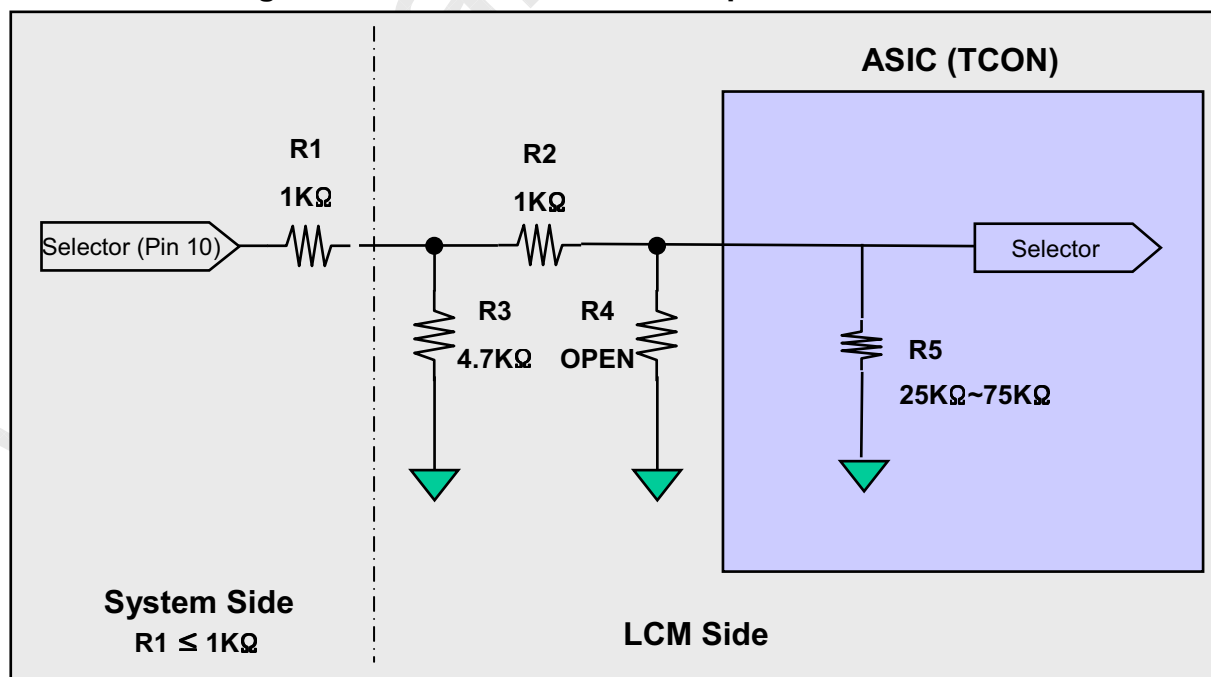 ASIC (TCON)
R1
1KΩ
R2
1KΩ
Selector (Pin 10)
Selector
R3
4.7KΩ
R4
OPEN
R5
25KΩ~75KΩ
System Side
R1 ≤ 1KΩ
LCM Side